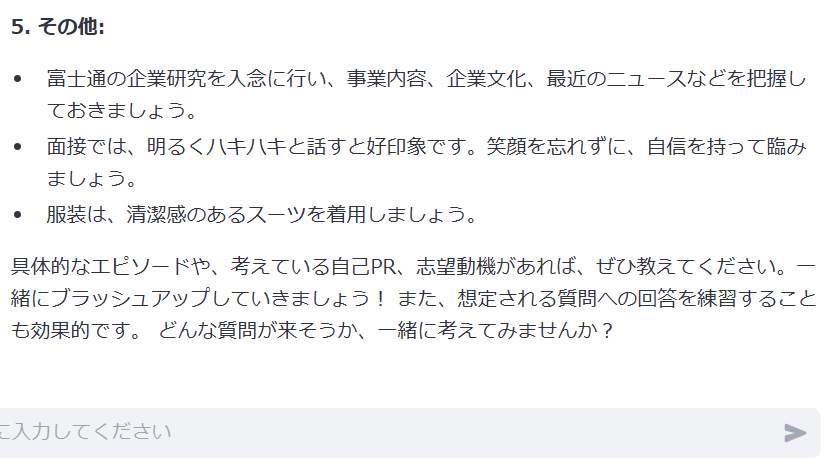 5. その他:
• 富士通の企業研究を入念に行い、事業内容、企業文化、最近のニュースなどを把握し
ておきましょう。
• 面接では、明るくハキハキと話すと好印象です。笑顔を忘れずに、自信を持って臨み
ましょう。
• 服装は、清潔感のあるスーツを着用しましょう。
具体的なエピソードや、考えている自己PR、志望動機があれば、ぜひ教えてください。一
緒にブラッシュアップしていきましょう！ また、想定される質問への回答を練習すること
も効果的です。 どんな質問が来そうか、一緒に考えてみませんか？
に入力してください